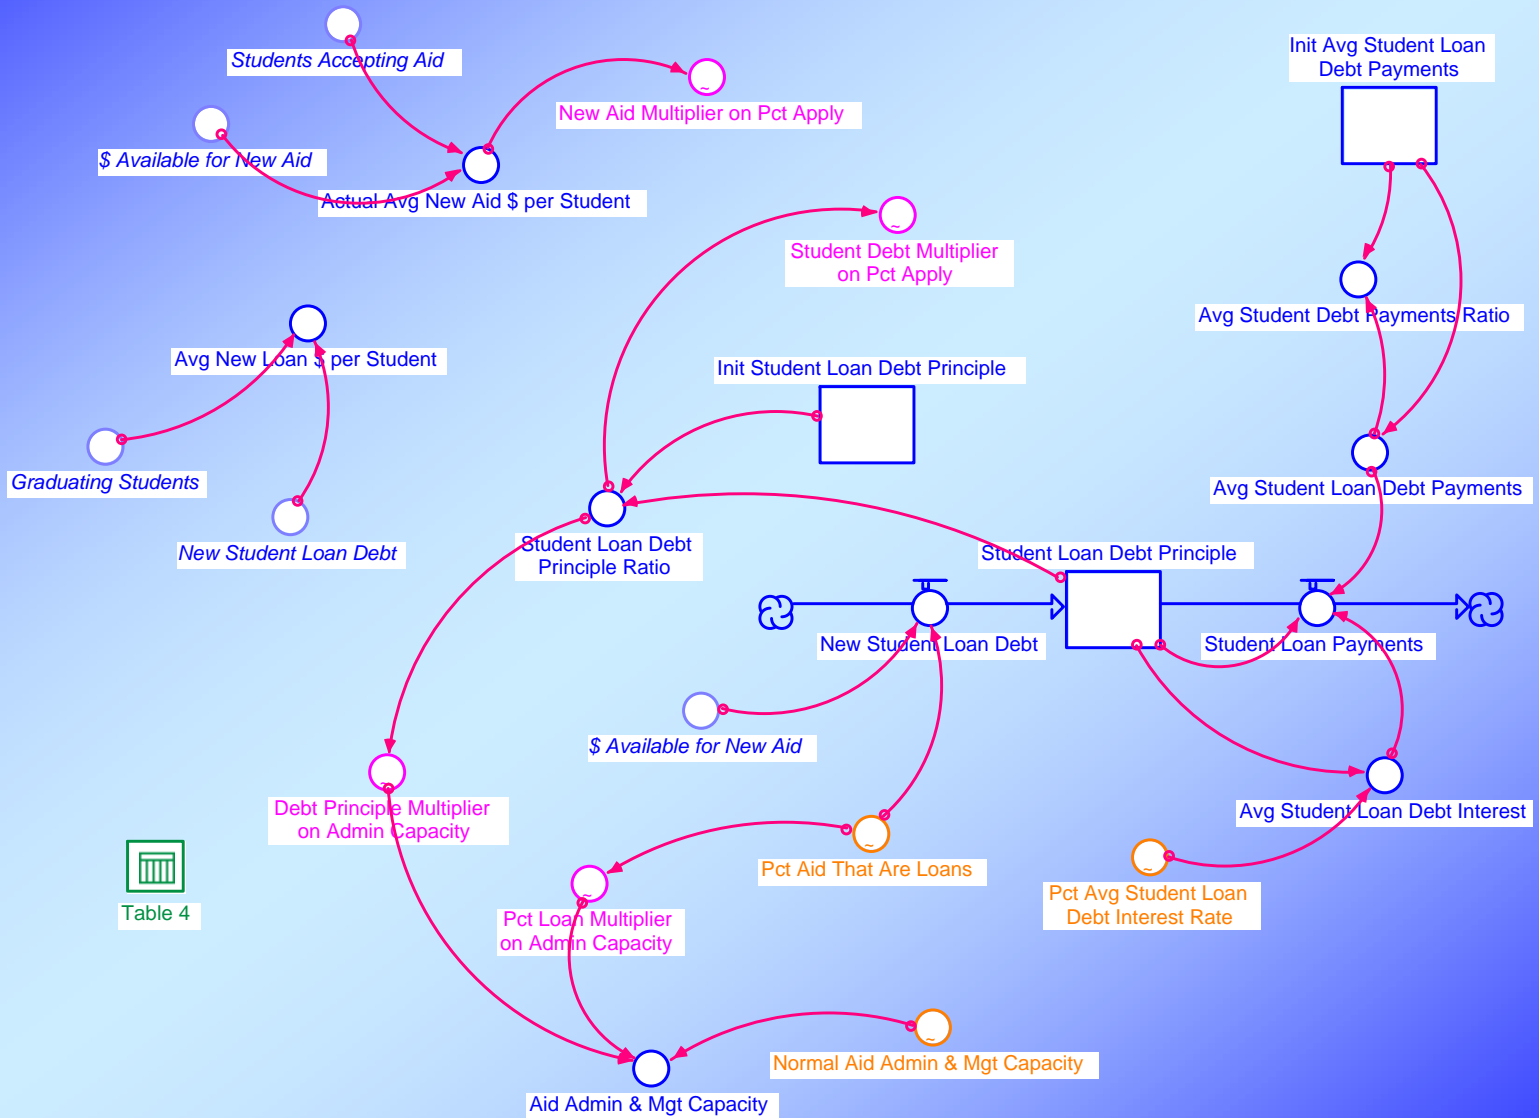 Students Accepting Aid
Init Avg Student Loan
Debt Payments
~
New Aid Multiplier on Pct Apply
$ Available for New Aid
Actual Avg New Aid $ per Student
~
Student Debt Multiplier
on Pct Apply
Avg Student Debt Payments Ratio
Avg New Loan $ per Student
Init Student Loan Debt Principle
Graduating Students
Avg Student Loan Debt Payments
New Student Loan Debt
Student Loan Debt
Principle Ratio
Student Loan Debt Principle
New Student Loan Debt
Student Loan Payments
$ Available for New Aid
~
Debt Principle Multiplier
on Admin Capacity
Avg Student Loan Debt Interest
~
Pct Aid That Are Loans
~
Pct Avg Student Loan
Debt Interest Rate
Table 4
~
Pct Loan Multiplier
on Admin Capacity
~
Normal Aid Admin & Mgt Capacity
Aid Admin & Mgt Capacity